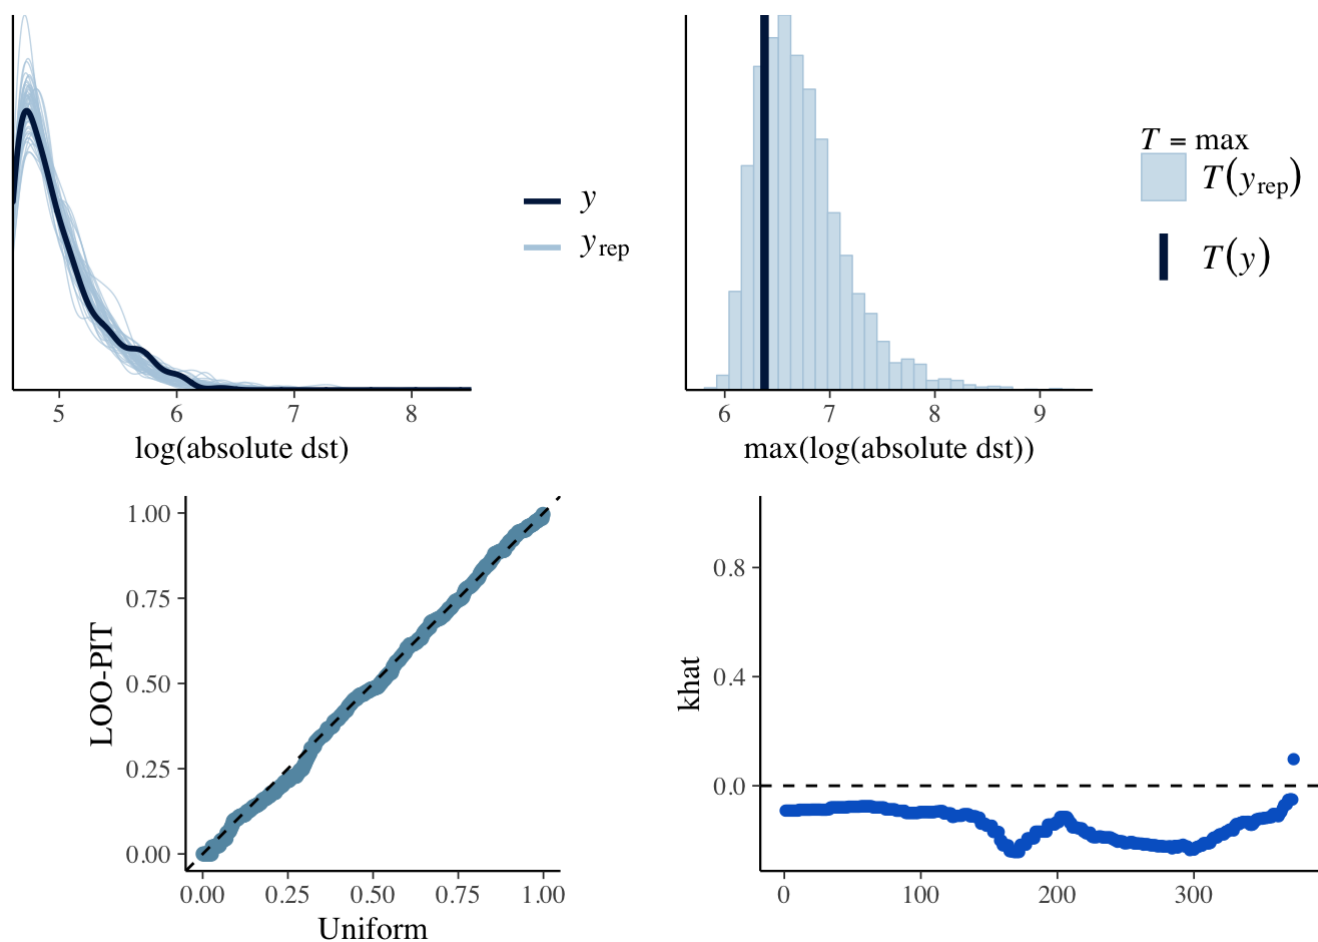 y
yrep
5 6 7 8
log(absolute dst)
T = max
T(yrep)
T(y)
6 7 8 9
max(log(absolute dst))
1.00
0.75
0.50
0.25
0.00
LOO-PIT
0.00 0.25 0.50 0.75 1.00
Uniform
0.8
0.4
0.0
khat
0 100 200 300